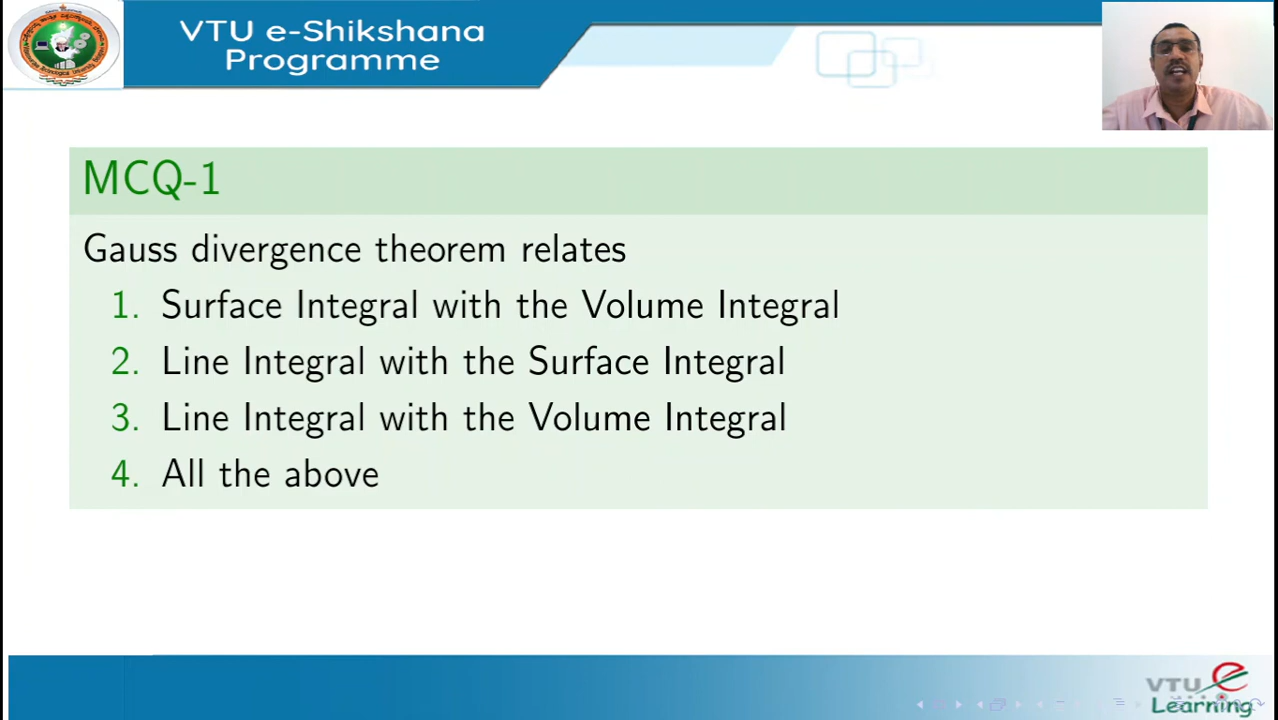 VTU e-Shikshana
Programme
MCQ-1
Gauss divergence theorem relates
1. Surface Integral with the Volume Integral
2. Line Integral with the Surface Integral
3. Line Integral with the Volume Integral
4. All the above
VTU e
Learning